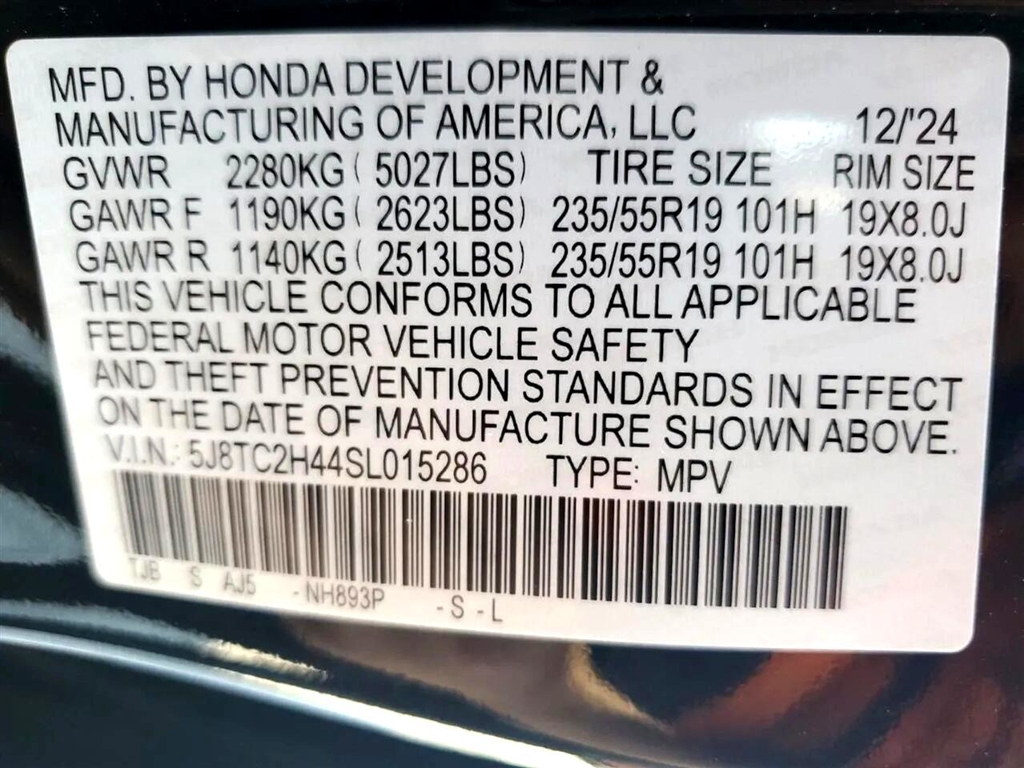 MFD. BY HONDA DEVELOPMENT &
MANUFACTURING OF AMERICA, LLC 12/'24
GVWR 2280KG ( 5027LBS) TIRE SIZE RIM SIZE
GAWR F 1190KG ( 2623LBS) 235/55R19 101H 19X8.0J
GAWR R 1140KG ( 2513LBS) 235/55R19 101H 19X8.0J
THIS VEHICLE CONFORMS TO ALL APPLICABLE
FEDERAL MOTOR VEHICLE SAFETY
AND THEFT PREVENTION STANDARDS IN EFFECT
ON THE DATE OF MANUFACTURE SHOWN ABOVE.
V.I.N.: 5J8TC2H44SL015286 TYPE: MPV
TJB S AJ5 -NH893P -S -L